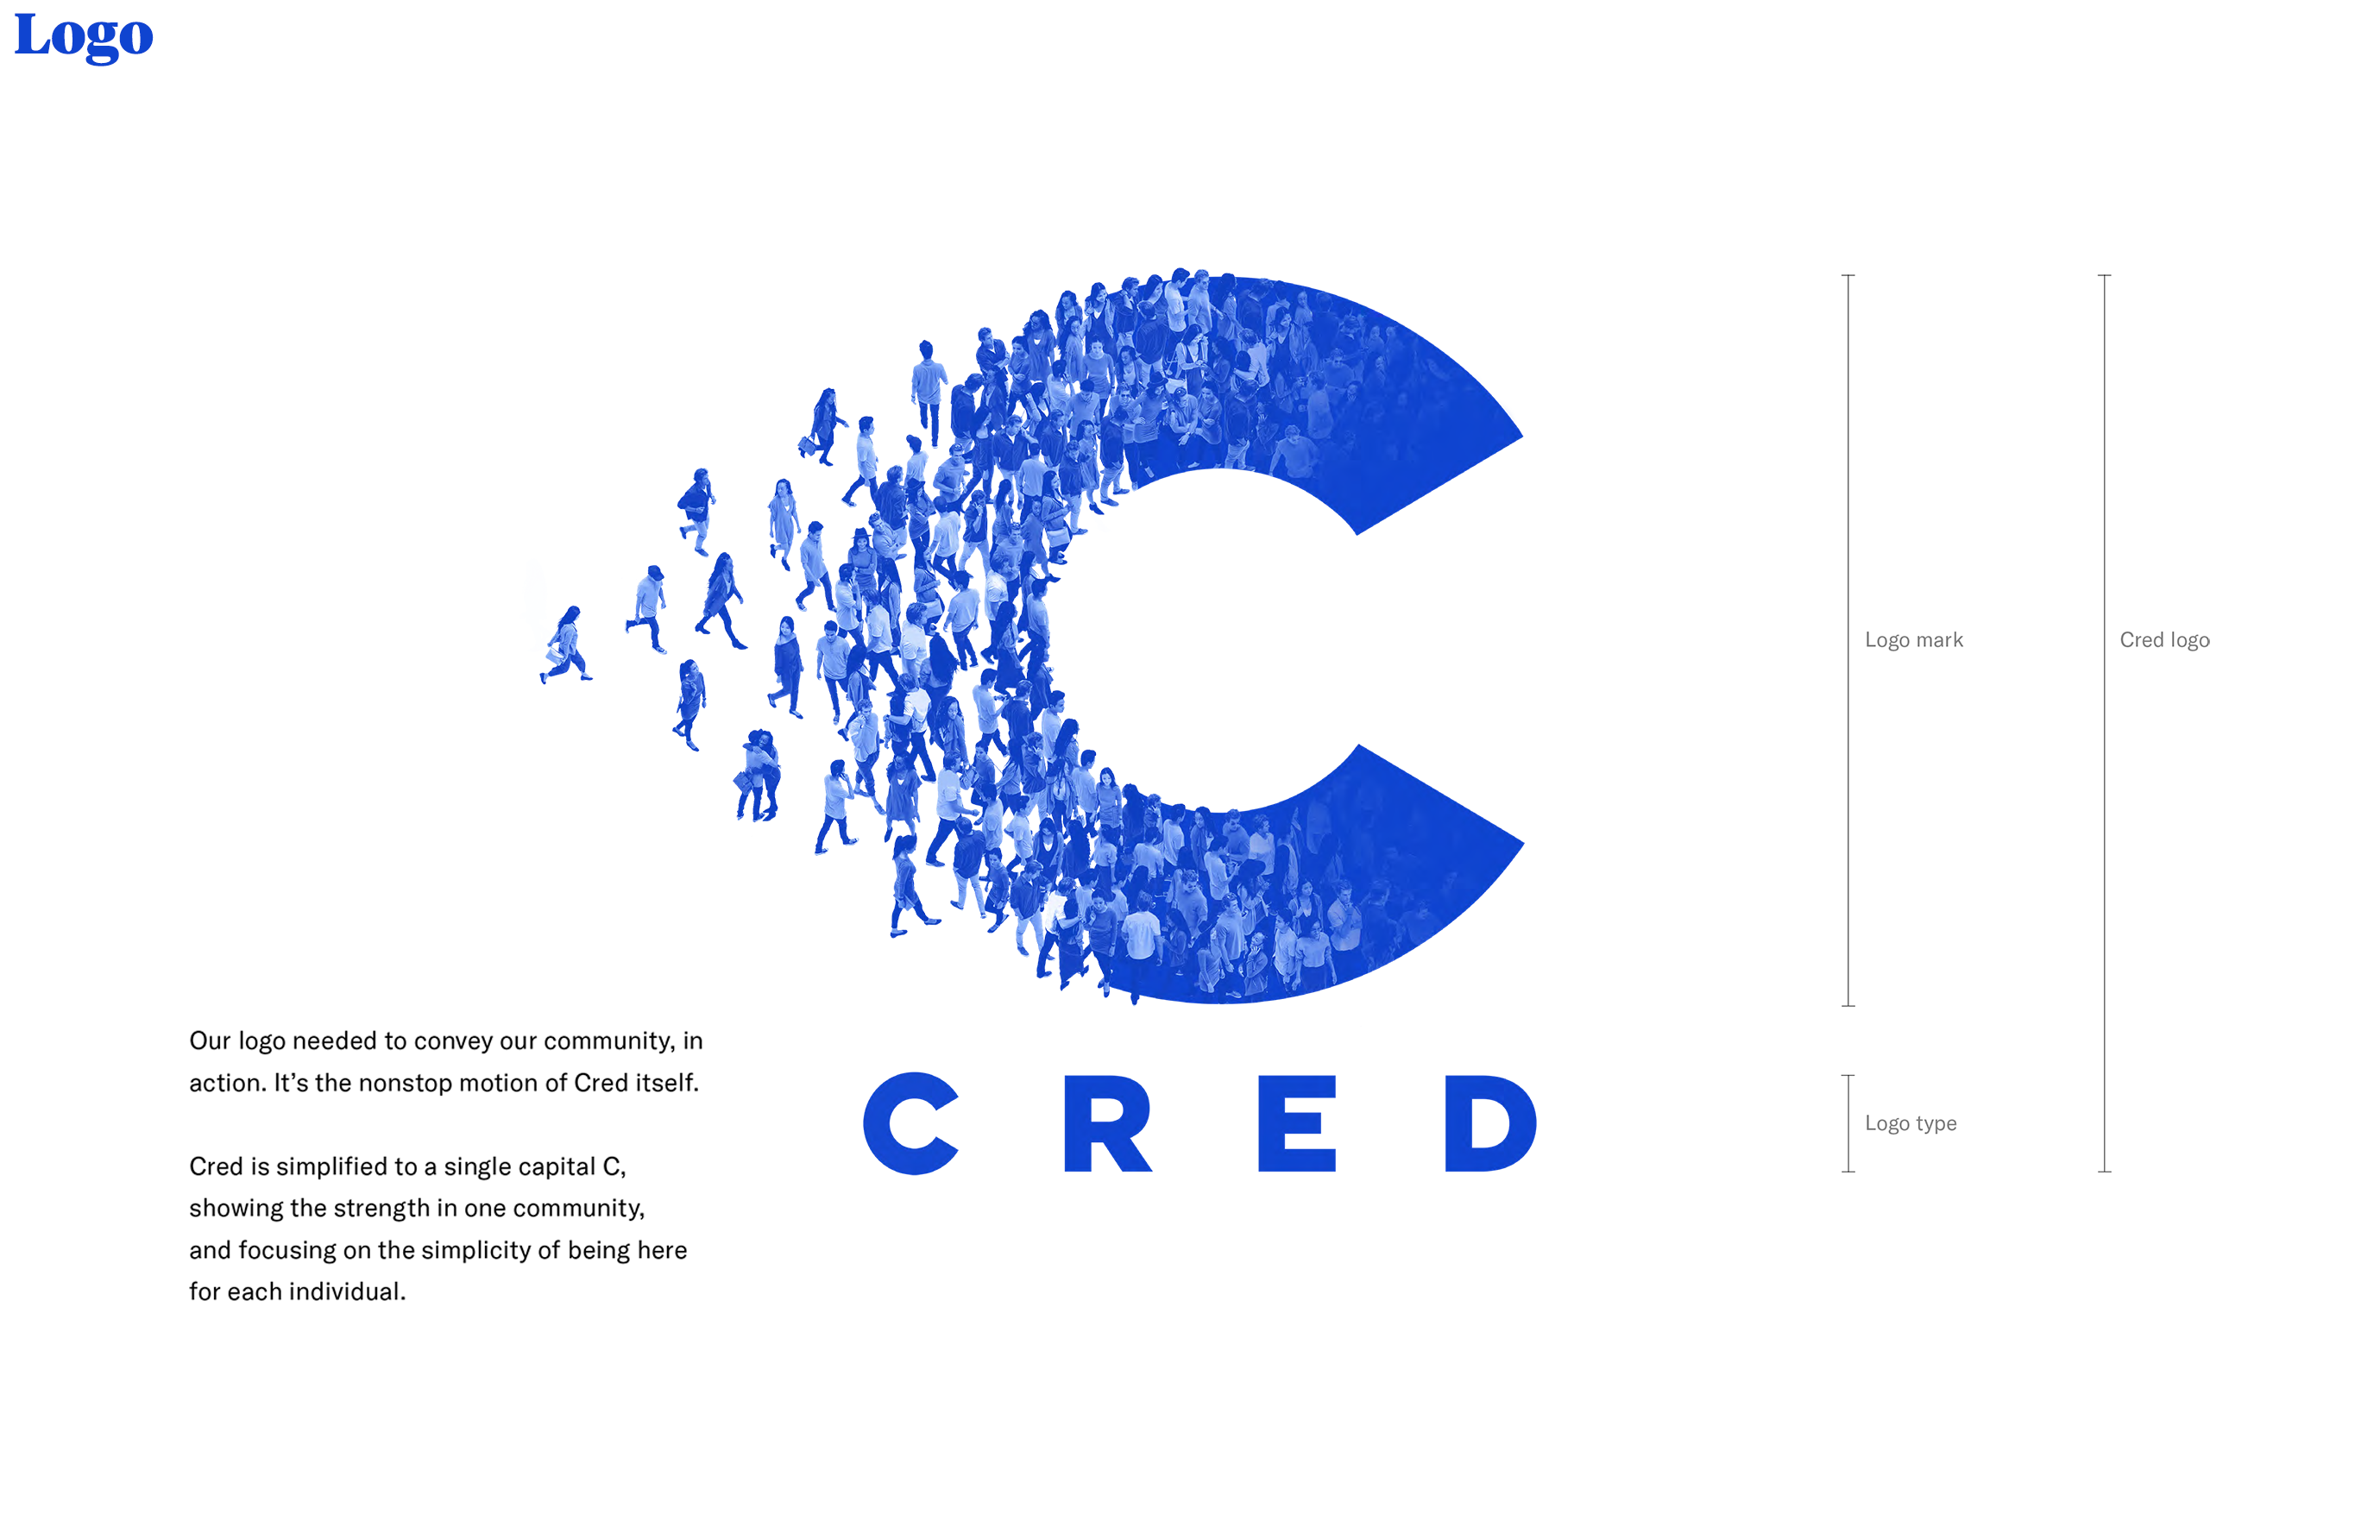 Logo
Logo mark
Cred logo
Our logo needed to convey our community, in
action. It’s the nonstop motion of Cred itself.
Cred is simplified to a single capital C,
showing the strength in one community,
and focusing on the simplicity of being here
for each individual.
C R E D
Logo type